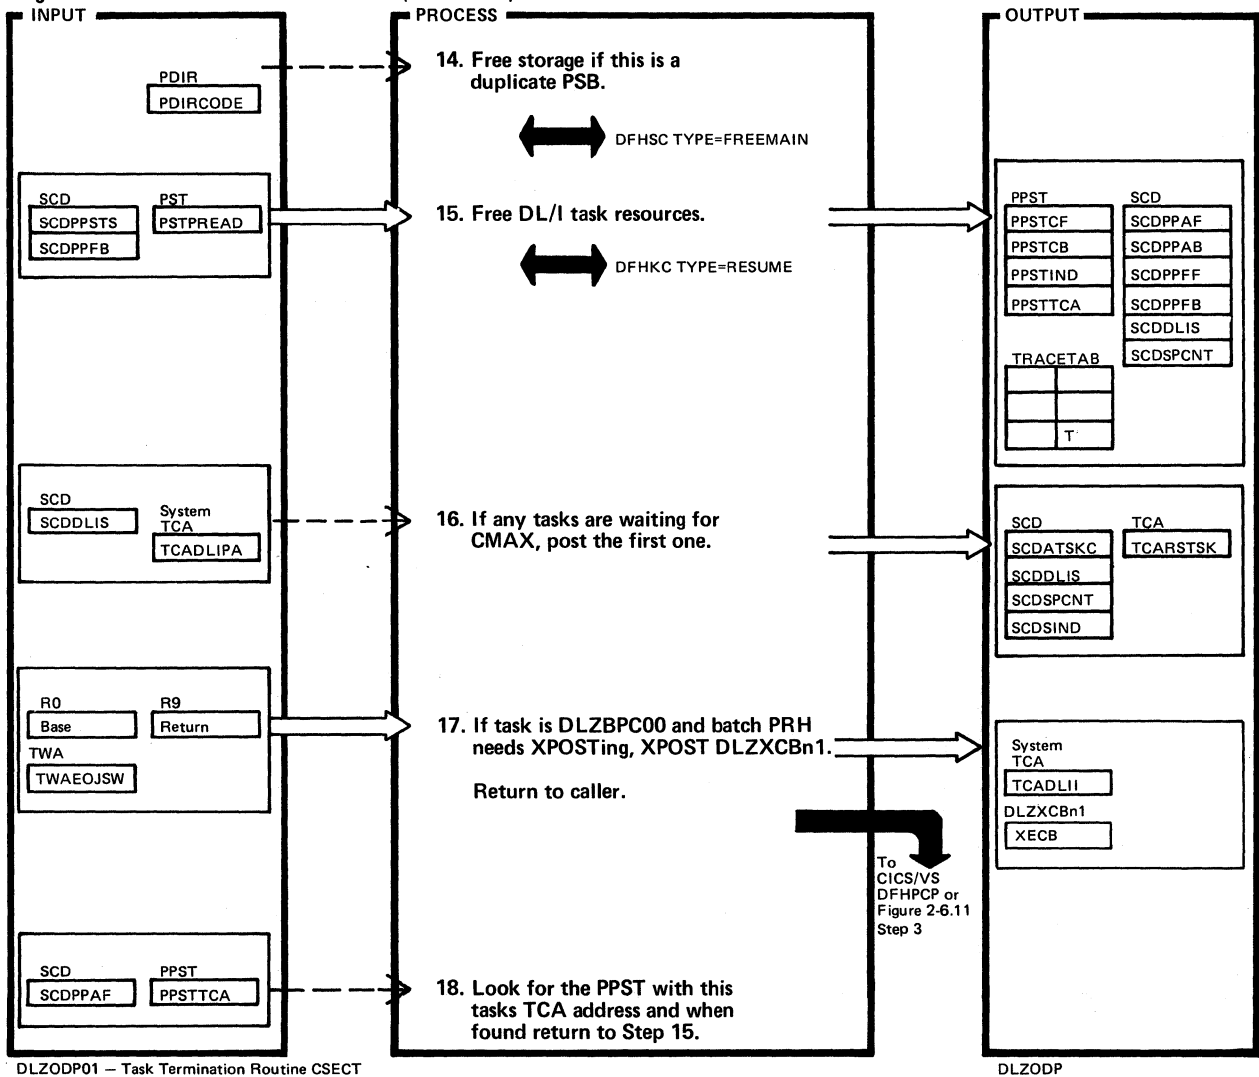 INPUT
PROCESS
OUTPUT
PDIR
PDIRCODE
14. Free storage if this is a
duplicate PSB.
DFHSC TYPE=FREEMAIN
SCD
SCDPPSTS
SCDPPFB
PST
PSTPREAD
15. Free DL/I task resources.
DFHKC TYPE=RESUME
PPST
PPSTCF
PPSTCB
PPSTIND
PPSTTCA
SCD
SCDPPAF
SCDPPAB
SCDPPFF
SCDPPFB
SCDDLIS
SCDSPCNT
TRACETAB
T
SCD
SCDDLIS
System
TCA
TCADLIPA
16. If any tasks are waiting for
CMAX, post the first one.
SCD
SCDATSKC
SCDDLIS
SCDSPCNT
SCDSIND
TCA
TCARSTSK
R0
Base
R9
Return
TWA
TWAEOJSW
17. If task is DLZBPC00 and batch PRH
needs XPOSTing, XPOST DLZXCBn1.
Return to caller.
System
TCA
TCADLII
DLZXCBn1
XECB
To
CICS/VS
DFHPCP or
Figure 2-6.11
Step 3
SCD
SCDPPAF
PPST
PPSTTCA
18. Look for the PPST with this
tasks TCA address and when
found return to Step 15.
DLZODP01 — Task Termination Routine CSECT
DLZODP